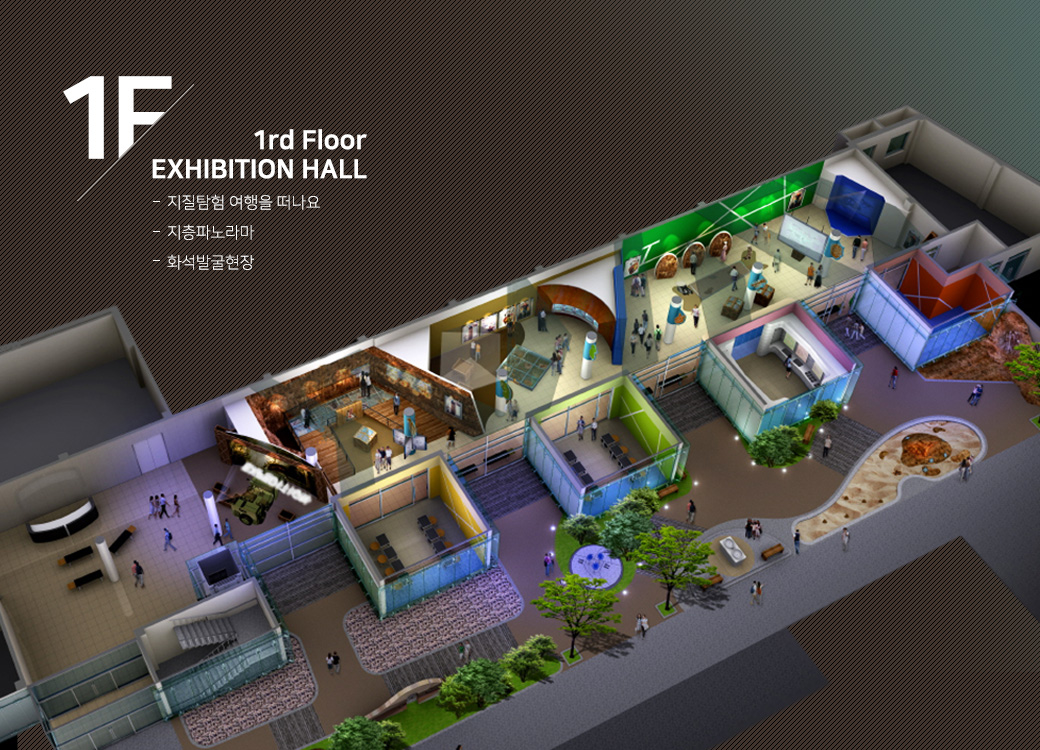 1F
1rd Floor
EXHIBITION HALL
- 지질탐험 여행을 떠나요
- 지층파노라마
- 화석발굴현장